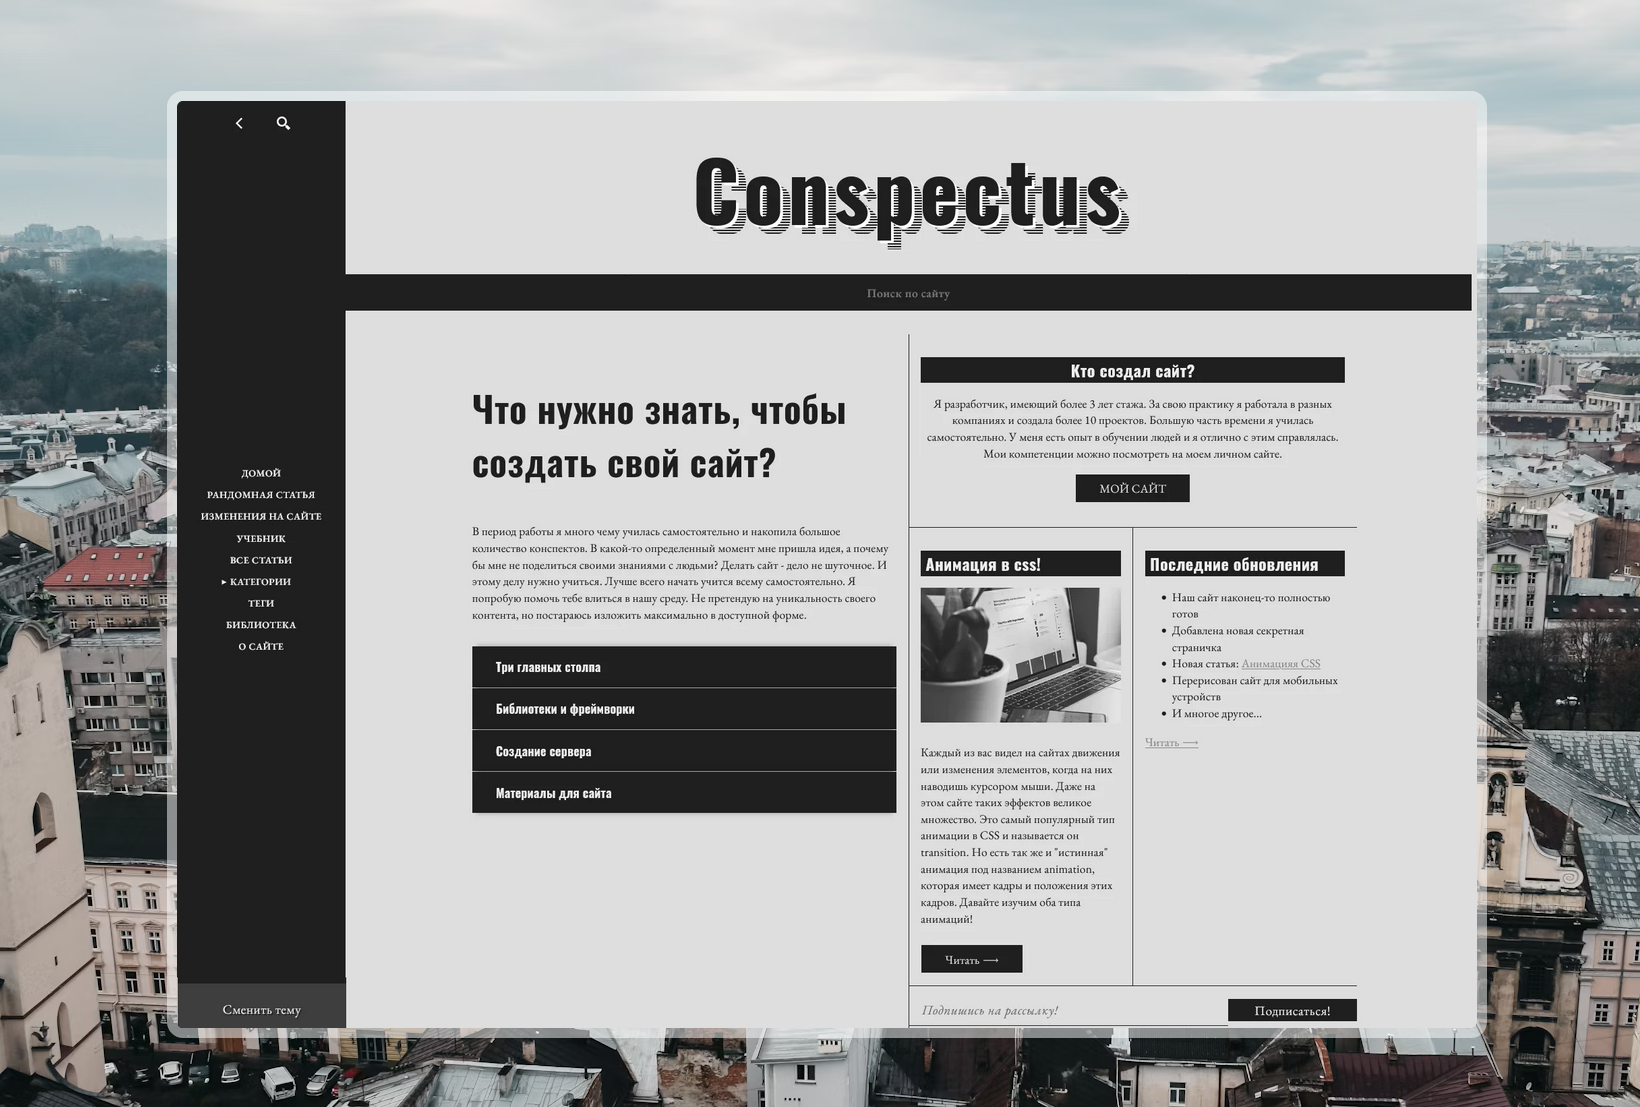 Conspectus
Поиск по сайту
ДОМОЙ
РАНДОМНАЯ СТАТЬЯ
ИЗМЕНЕНИЯ НА САЙТЕ
УЧЕБНИК
ВСЕ СТАТЬИ
▸ КАТЕГОРИИ
ТЕГИ
БИБЛИОТЕКА
О САЙТЕ
Сменить тему
Что нужно знать, чтобы
создать свой сайт?
В период работы я много чему училась самостоятельно и накопила большое
количество конспектов. В какой-то определенный момент мне пришла идея, а почему
бы мне не поделиться своими знаниями с людьми? Делать сайт - дело не шуточное. И
этому делу нужно учиться. Лучше всего начать учится всему самостоятельно. Я
попробую помочь тебе влиться в нашу среду. Не претендую на уникальность своего
контента, но постараюсь изложить максимально в доступной форме.
Три главных столпа
Библиотеки и фреймворки
Создание сервера
Материалы для сайта
Кто создал сайт?
Я разработчик, имеющий более 3 лет стажа. За свою практику я работала в разных
компаниях и создала более 10 проектов. Большую часть времени я училась
самостоятельно. У меня есть опыт в обучении людей и я отлично с этим справлялась.
Мои компетенции можно посмотреть на моем личном сайте.
МОЙ САЙТ
Анимация в css!
Каждый из вас видел на сайтах движения
или изменения элементов, когда на них
наводишь курсором мыши. Даже на
этом сайте таких эффектов великое
множество. Это самый популярный тип
анимации в CSS и называется он
transition. Но есть так же и "истинная"
анимация под названием animation,
которая имеет кадры и положения этих
кадров. Давайте изучим оба типа
анимаций!
Читать ⟶
Последние обновления
• Наш сайт наконец-то полностью
готов
• Добавлена новая секретная
страничка
• Новая статья: Анимацияя CSS
• Перерисован сайт для мобильных
устройств
• И многое другое...
Читать ⟶
Подпишись на рассылку!
Подписаться!